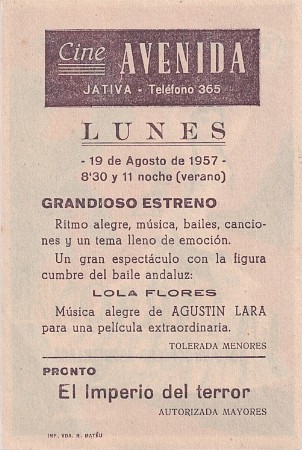 Cine AVENIDA
JATIVA - Teléfono 365
LUNES
- 19 de Agosto de 1957 -
8'30 y 11 noche (verano)
GRANDIOSO ESTRENO
Ritmo alegre, música, bailes, cancio-
nes y un tema lleno de emoción.
Un gran espectáculo con la figura
cumbre del baile andaluz:
LOLA FLORES
Música alegre de AGUSTIN LARA
para una película extraordinaria.
TOLERADA MENORES
PRONTO
El Imperio del terror
AUTORIZADA MAYORES
IMP. VDA. R. MATEU